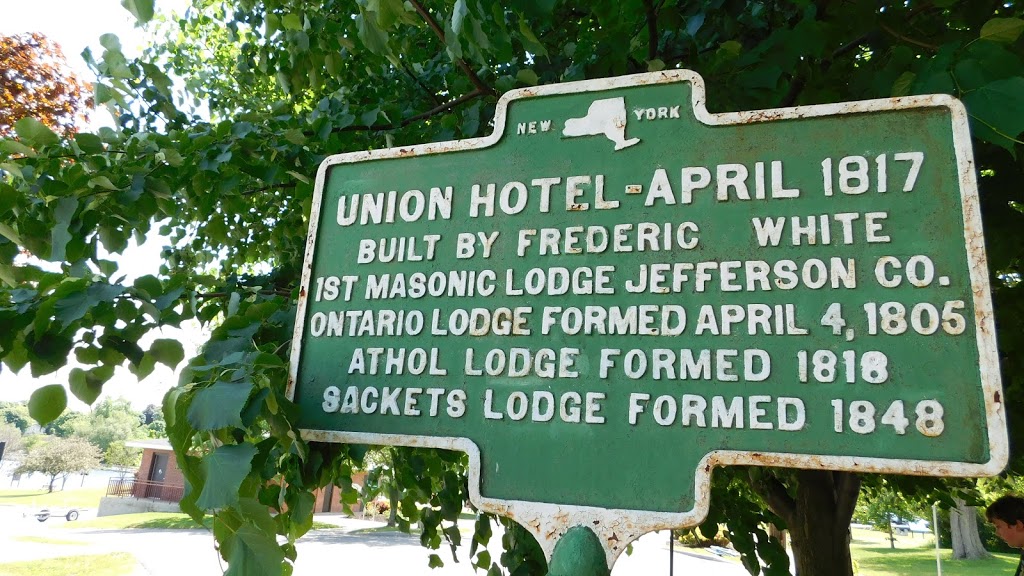 NEW YORK
UNION HOTEL - APRIL 1817
BUILT BY FREDERIC WHITE
1ST MASONIC LODGE JEFFERSON CO.
ONTARIO LODGE FORMED APRIL 4, 1805
ATHOL LODGE FORMED 1818
SACKETS LODGE FORMED 1848